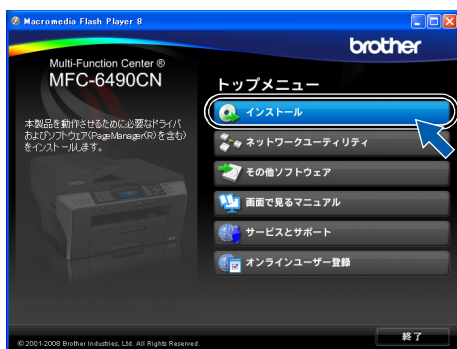 Macromedia Flash Player 8
brother
Multi-Function Center ®
MFC-6490CN
トップメニュー
本製品を動作させるために必要なドライバ
およびソフトウェア(PageManager(R)を含む)
をインストールします。
インストール
ネットワークユーティリティ
その他ソフトウェア
画面で見るマニュアル
サービスとサポート
オンラインユーザー登録
© 2001-2008 Brother Industries, Ltd. All Rights Reserved.
終了